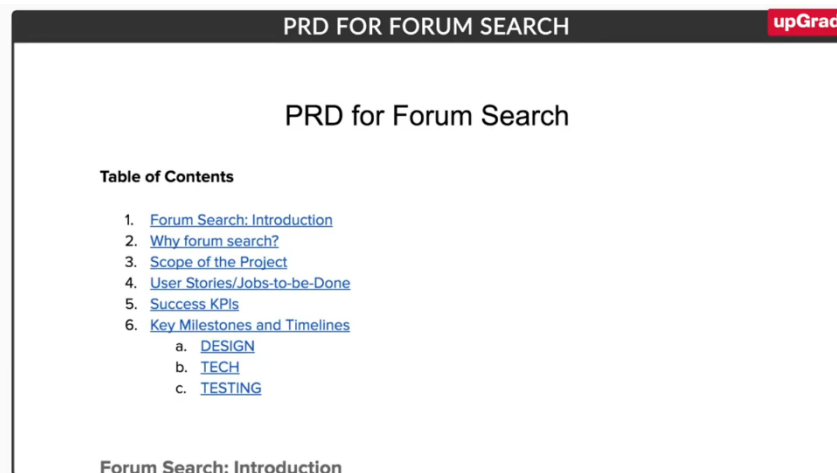 PRD FOR FORUM SEARCH
upGrad
PRD for Forum Search
Table of Contents
1. Forum Search: Introduction
2. Why forum search?
3. Scope of the Project
4. User Stories/Jobs-to-be-Done
5. Success KPIs
6. Key Milestones and Timelines
a. DESIGN
b. TECH
c. TESTING
Forum Search: Introduction